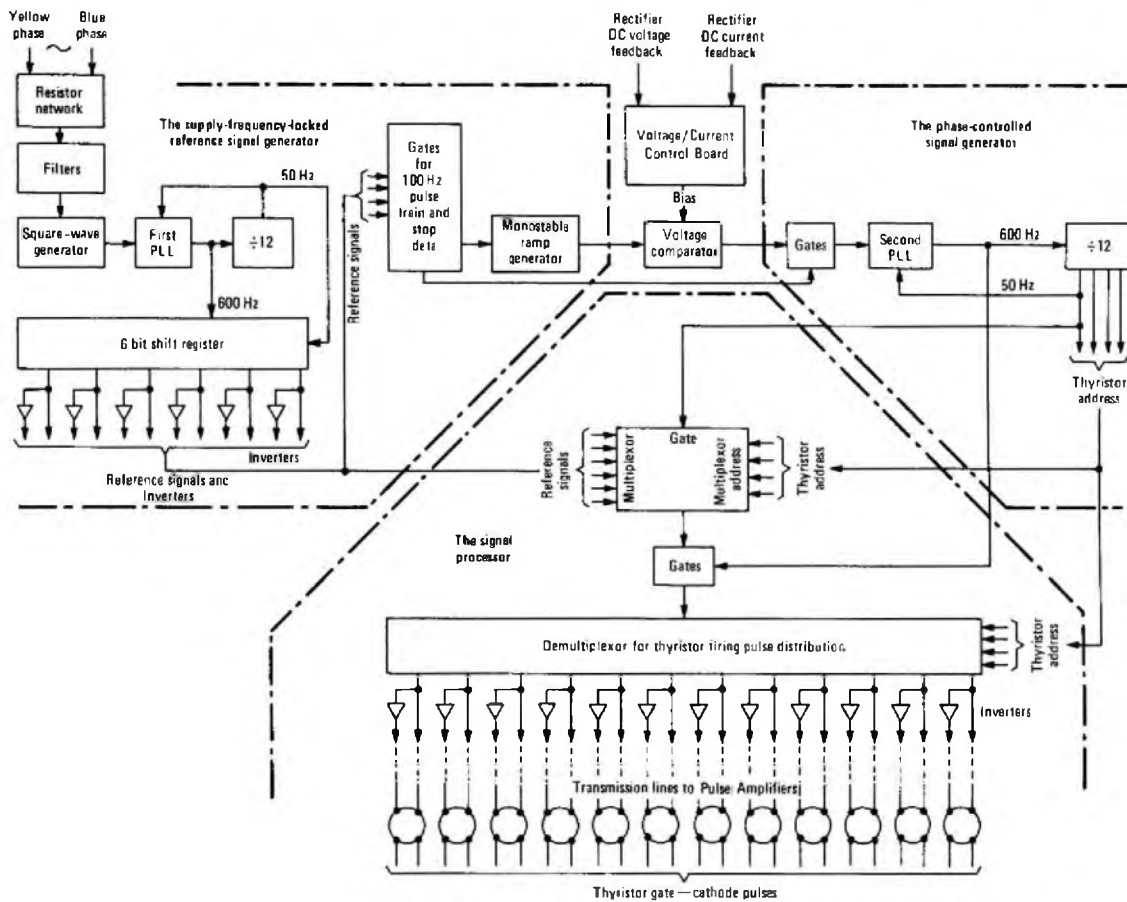 Yellow phase
Blue phase
Resistor network
Filters
Square-wave generator
First PLL
÷12
50 Hz
600 Hz
6 bit shift register
Inverters
Reference signals and Inverters
The supply-frequency-locked reference signal generator
Reference signals
Gates for 100 Hz pulse train and stop data
Monostable ramp generator
Rectifier DC voltage feedback
Rectifier DC current feedback
Voltage/Current Control Board
Bias
Voltage comparator
The phase-controlled signal generator
Gates
Second PLL
600 Hz
÷12
50 Hz
Thyristor address
Reference signals
Multiplexor
Gate
Multiplexor address
Thyristor address
The signal processor
Gates
Demultiplexor for thyristor firing pulse distribution
Thyristor address
Inverters
Transmission lines to Pulse Amplifiers
Thyristor gate — cathode pulses